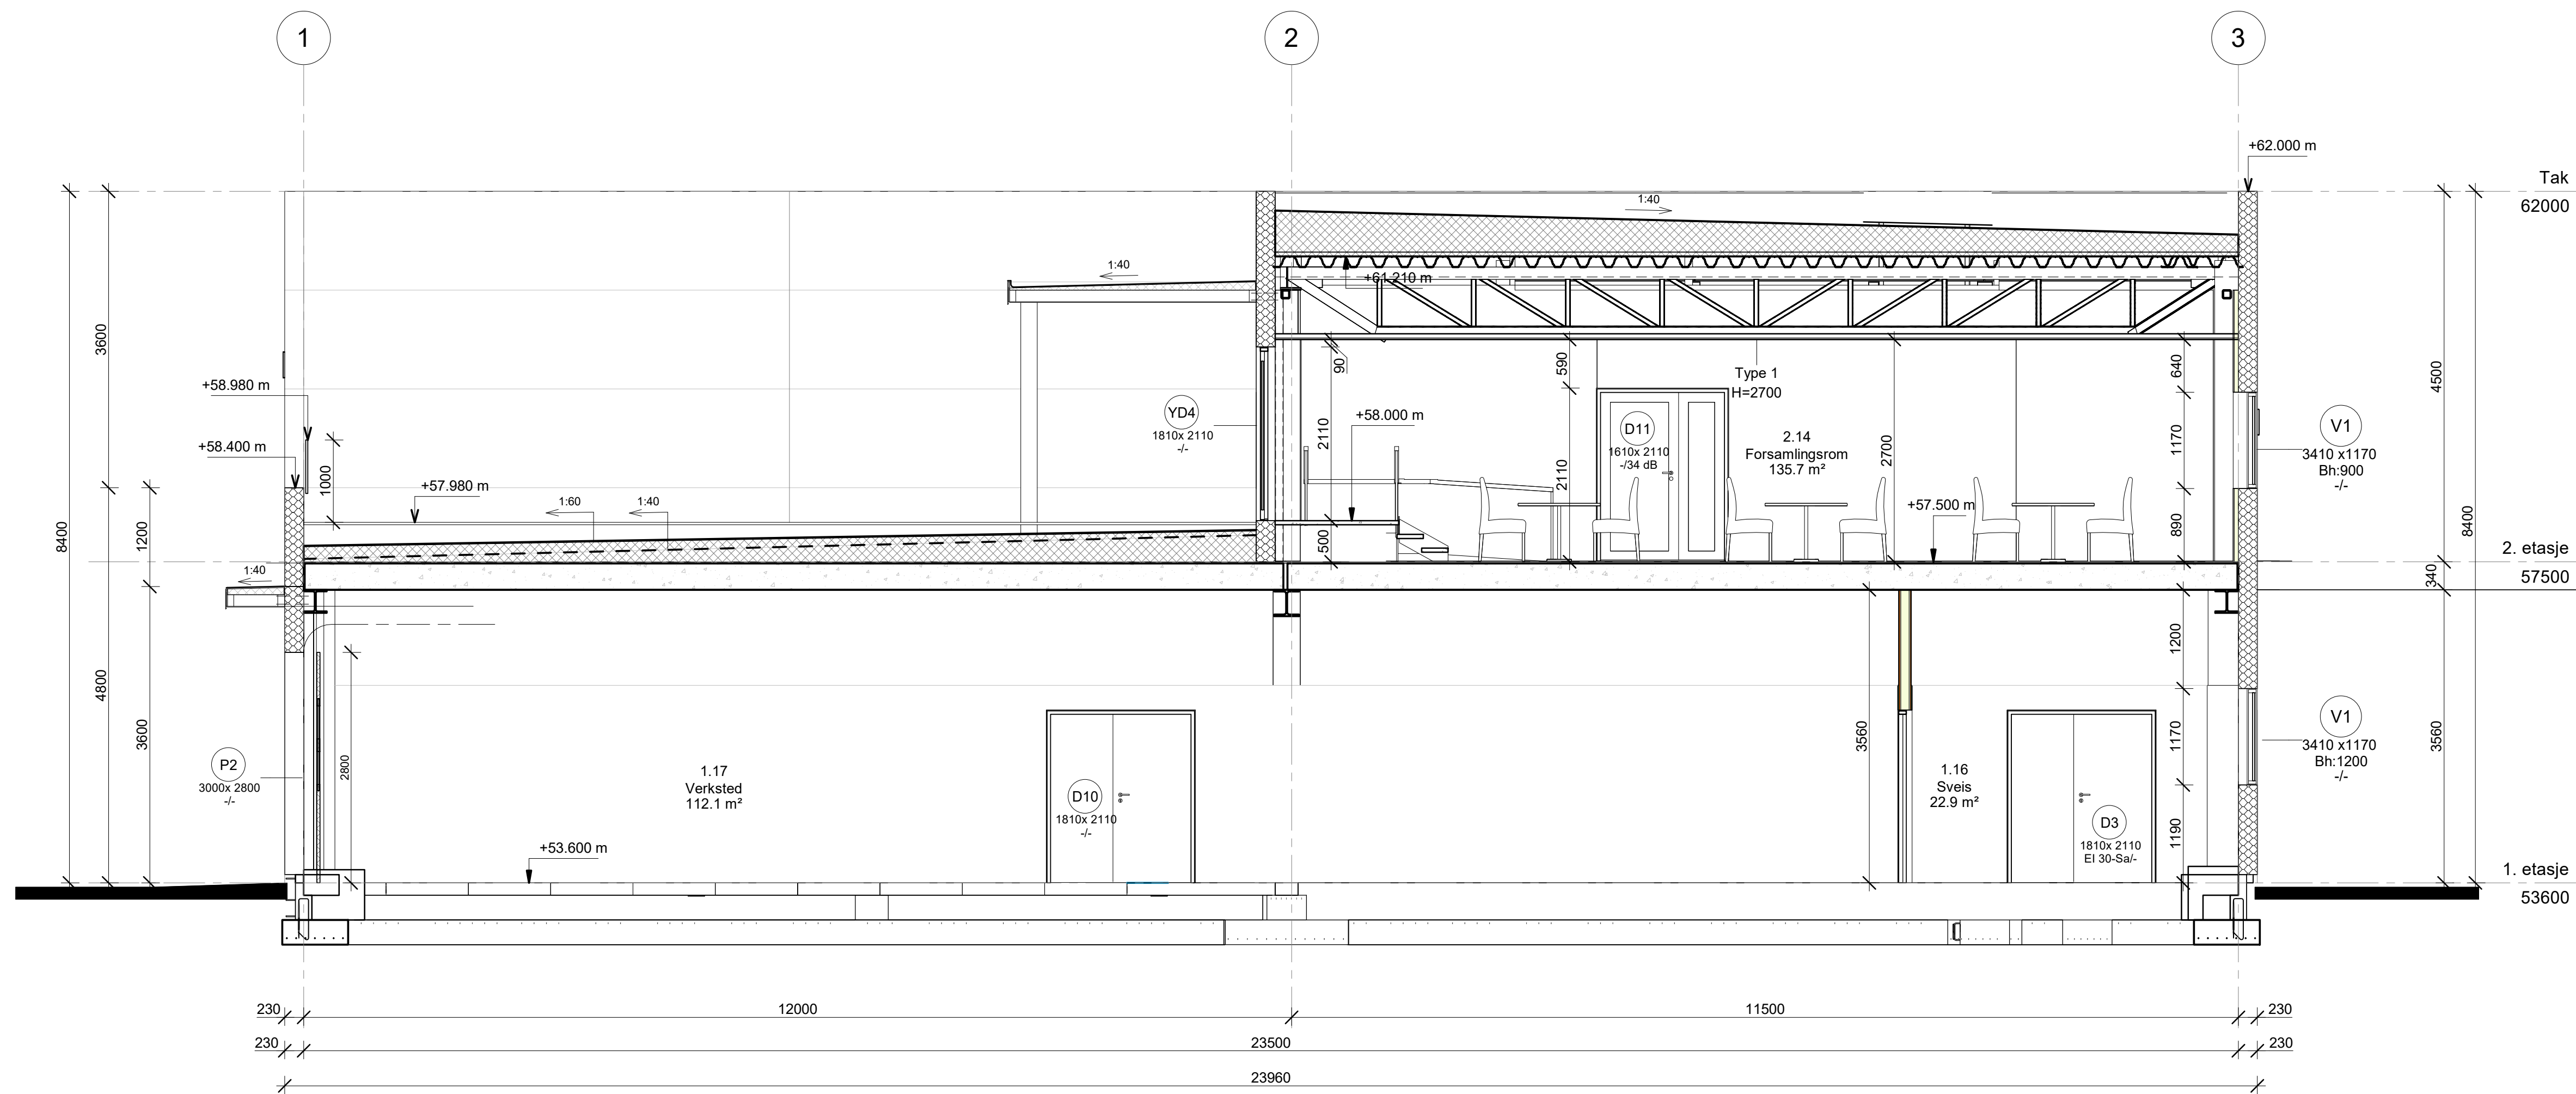 1
2
3
+62.000 m
Tak
62000
1:40
1:40
+61.210 m
3600
4500
590
90
640
Type 1
H=2700
+58.980 m
YD4
1810x 2110
-/-
+58.000 m
D11
1610x 2110
-/34 dB
2.14
Forsamlingsrom
135.7 m²
2700
2110
2110
1170
V1
3410 x1170
Bh:900
-/-
+58.400 m
1000
+57.980 m
1:60
1:40
+57.500 m
8400
1200
500
890
8400
2. etasje
57500
340
1:40
4800
3600
1200
3560
3560
P2
3000x 2800
-/-
2800
1.17
Verksted
112.1 m²
D10
1810x 2110
-/-
1.16
Sveis
22.9 m²
D3
1810x 2110
EI 30-Sa/-
1170
1190
V1
3410 x1170
Bh:1200
-/-
+53.600 m
1. etasje
53600
230
12000
11500
230
230
23500
230
23960